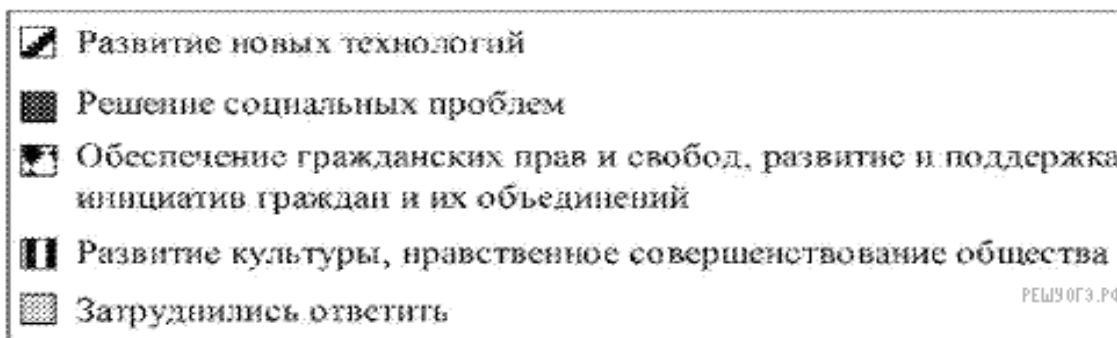 Развитие новых технологий
Решение социальных проблем
Обеспечение гражданских прав и свобод, развитие и поддержка
инициатив граждан и их объединений
Развитие культуры, нравственное совершенствование общества
РЕШУОГЭ.РФ
Затруднились ответить